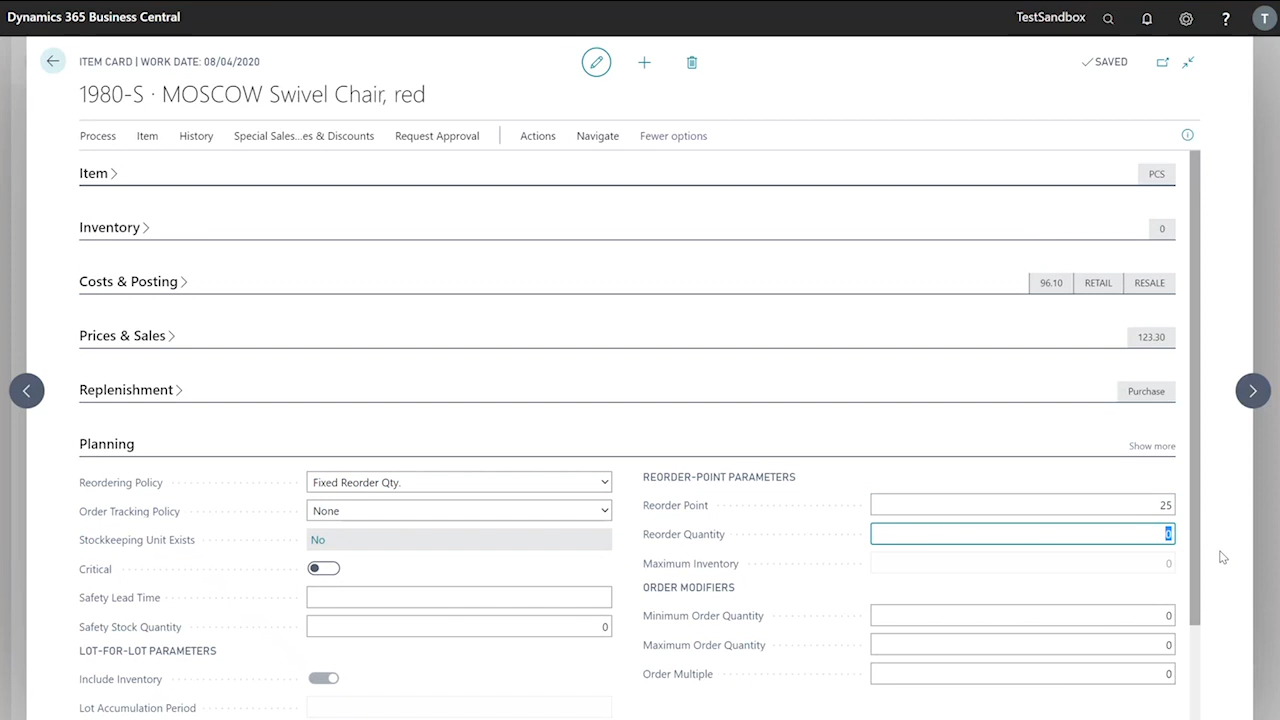 Dynamics 365 Business Central
TestSandbox
?
T
ITEM CARD | WORK DATE: 08/04/2020
SAVED
1980-S · MOSCOW Swivel Chair, red
Process Item History Special Sales...es & Discounts Request Approval Actions Navigate Fewer options
Item
PCS
Inventory
0
Costs & Posting
96.10 RETAIL RESALE
Prices & Sales
123.30
Replenishment
Purchase
Planning
Show more
Reordering Policy Fixed Reorder Qty.
Order Tracking Policy None
Stockkeeping Unit Exists No
Critical
Safety Lead Time
Safety Stock Quantity 0
LOT-FOR-LOT PARAMETERS
Include Inventory
Lot Accumulation Period
REORDER-POINT PARAMETERS
Reorder Point 25
Reorder Quantity 0
Maximum Inventory 0
ORDER MODIFIERS
Minimum Order Quantity 0
Maximum Order Quantity 0
Order Multiple 0